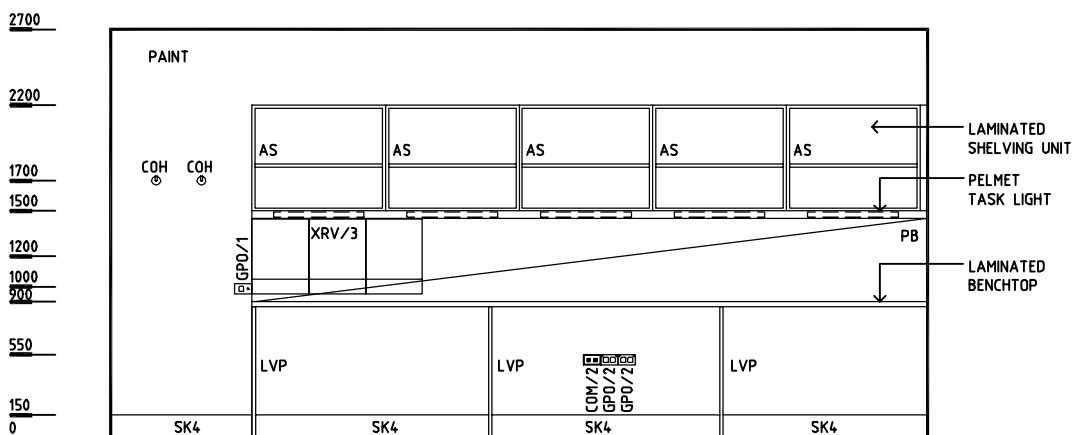 2700
PAINT
2200
AS
AS
AS
AS
AS
LAMINATED
SHELVING UNIT
COH
COH
1700
PELMET
TASK LIGHT
1500
XRV/3
PB
GPO/1
1200
LAMINATED
BENCHTOP
1000
900
550
LVP
LVP
LVP
COM/2
GPO/2
GPO/2
150
0
SK4
SK4
SK4
SK4